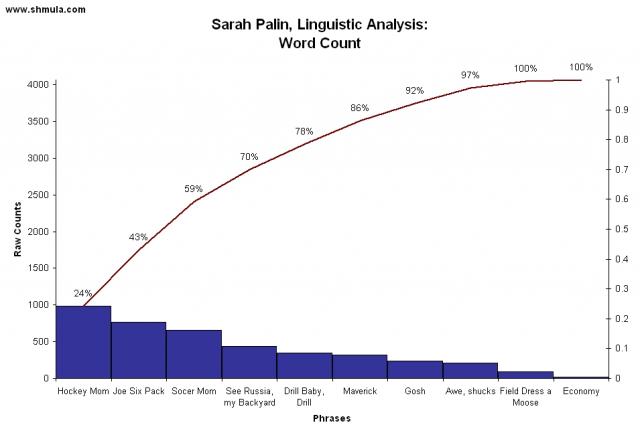 www.shmula.com
Sarah Palin, Linguistic Analysis:
Word Count
4000
3500
3000
2500
2000
1500
1000
500
0
Raw Counts
24%
43%
59%
70%
78%
86%
92%
97%
100%
100%
1
0.9
0.8
0.7
0.6
0.5
0.4
0.3
0.2
0.1
0
Hockey Mom
Joe Six Pack
Socer Mom
See Russia,
my Backyard
Drill Baby,
Drill
Maverick
Gosh
Awe, shucks
Field Dress a
Moose
Economy
Phrases